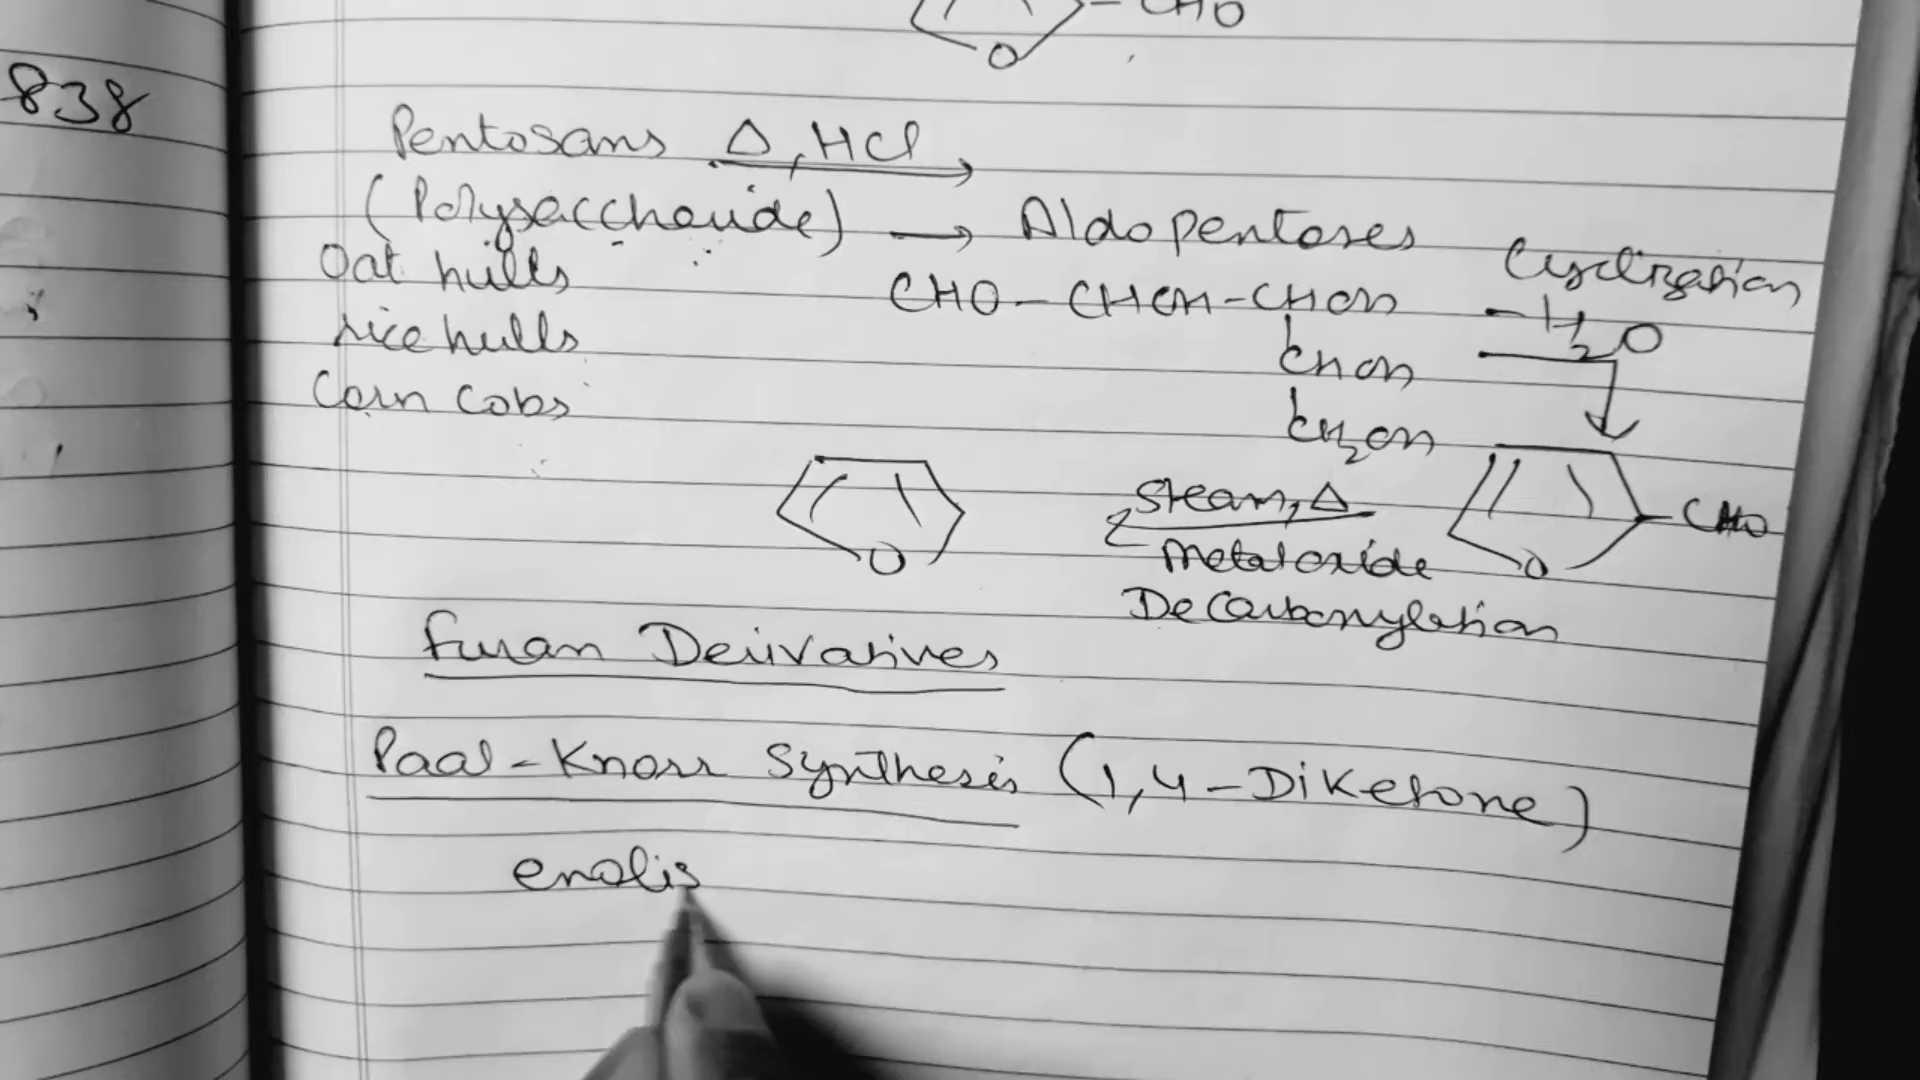 CHO
O
838
Pentosans Δ, HCl
(Polysaccharide) → Aldopentoses
Cyclization
Oat hulls
CHO-CHOH-CHOH
-H2O
rice hulls
CHOH
Corn Cobs
CH2OH
Steam, Δ
CHO
O
Metal oxide
O
Decarbonylation
Furan Derivatives
Paal-Knorr Synthesis (1,4-Diketone)
enolis